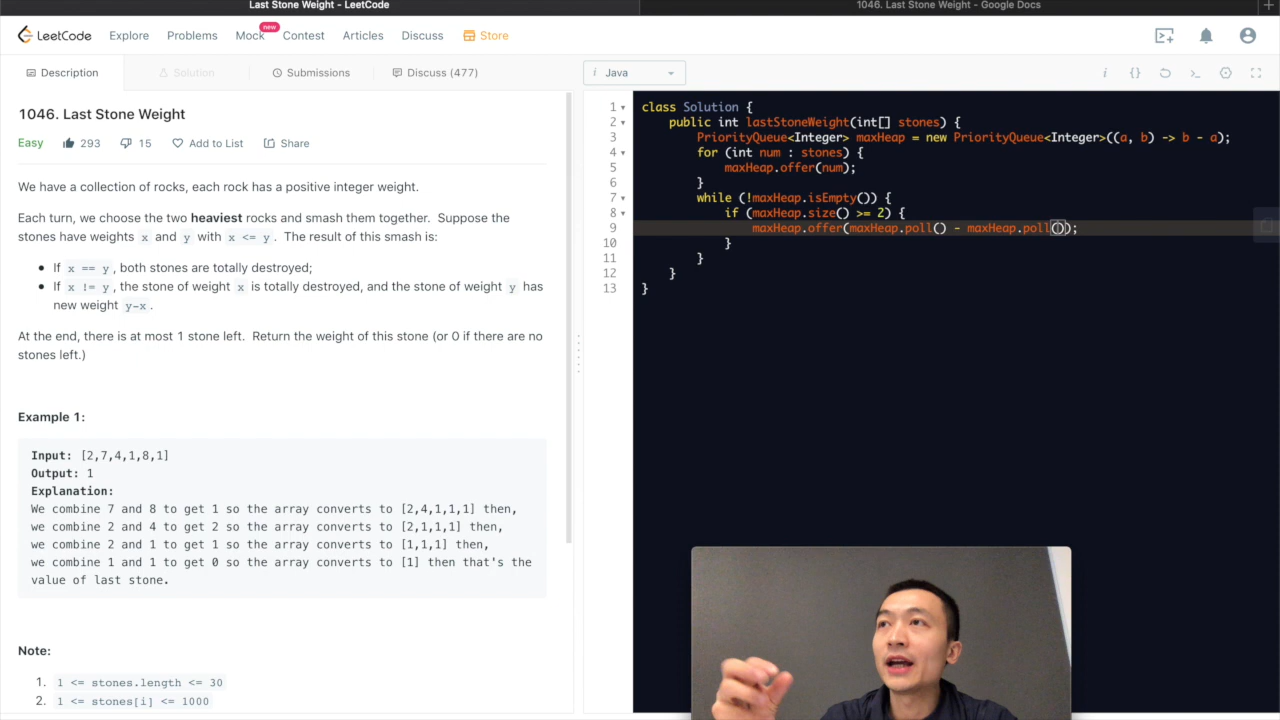 Last Stone Weight - LeetCode
1046. Last Stone Weight - Google Docs
LeetCode
Explore
Problems
Mock
new
Contest
Articles
Discuss
Store
Description
Solution
Submissions
Discuss (477)
i Java
1046. Last Stone Weight
Easy
293
15
Add to List
Share
We have a collection of rocks, each rock has a positive integer weight.
Each turn, we choose the two heaviest rocks and smash them together. Suppose the
stones have weights x and y with x <= y. The result of this smash is:
If x == y, both stones are totally destroyed;
If x != y, the stone of weight x is totally destroyed, and the stone of weight y has
new weight y-x.
At the end, there is at most 1 stone left. Return the weight of this stone (or 0 if there are no
stones left.)
Example 1:
Input: [2,7,4,1,8,1]
Output: 1
Explanation:
We combine 7 and 8 to get 1 so the array converts to [2,4,1,1,1] then,
we combine 2 and 4 to get 2 so the array converts to [2,1,1,1] then,
we combine 2 and 1 to get 1 so the array converts to [1,1,1] then,
we combine 1 and 1 to get 0 so the array converts to [1] then that's the
value of last stone.
Note:
1. 1 <= stones.length <= 30
2. 1 <= stones[i] <= 1000
1 class Solution {
2 public int lastStoneWeight(int[] stones) {
3 PriorityQueue<Integer> maxHeap = new PriorityQueue<Integer>((a, b) -> b - a);
4 for (int num : stones) {
5 maxHeap.offer(num);
6 }
7 while (!maxHeap.isEmpty()) {
8 if (maxHeap.size() >= 2) {
9 maxHeap.offer(maxHeap.poll() - maxHeap.poll());
10 }
11 }
12 }
13 }